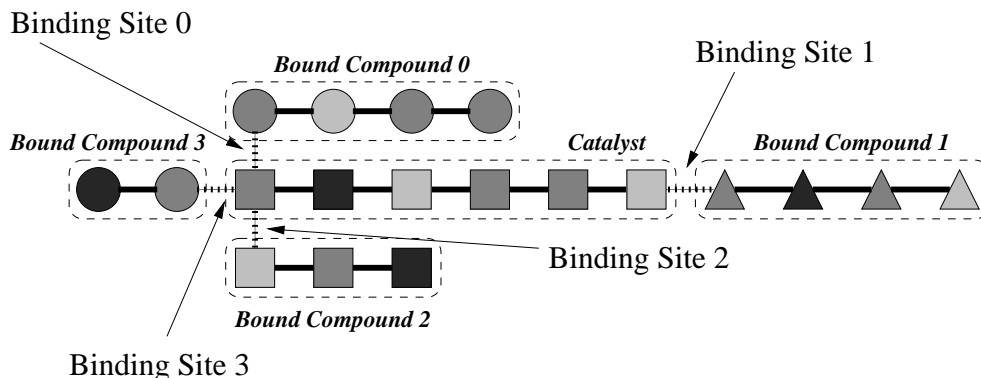 Binding Site 0
Binding Site 1
Bound Compound 0
Bound Compound 3
Catalyst
Bound Compound 1
Binding Site 2
Bound Compound 2
Binding Site 3